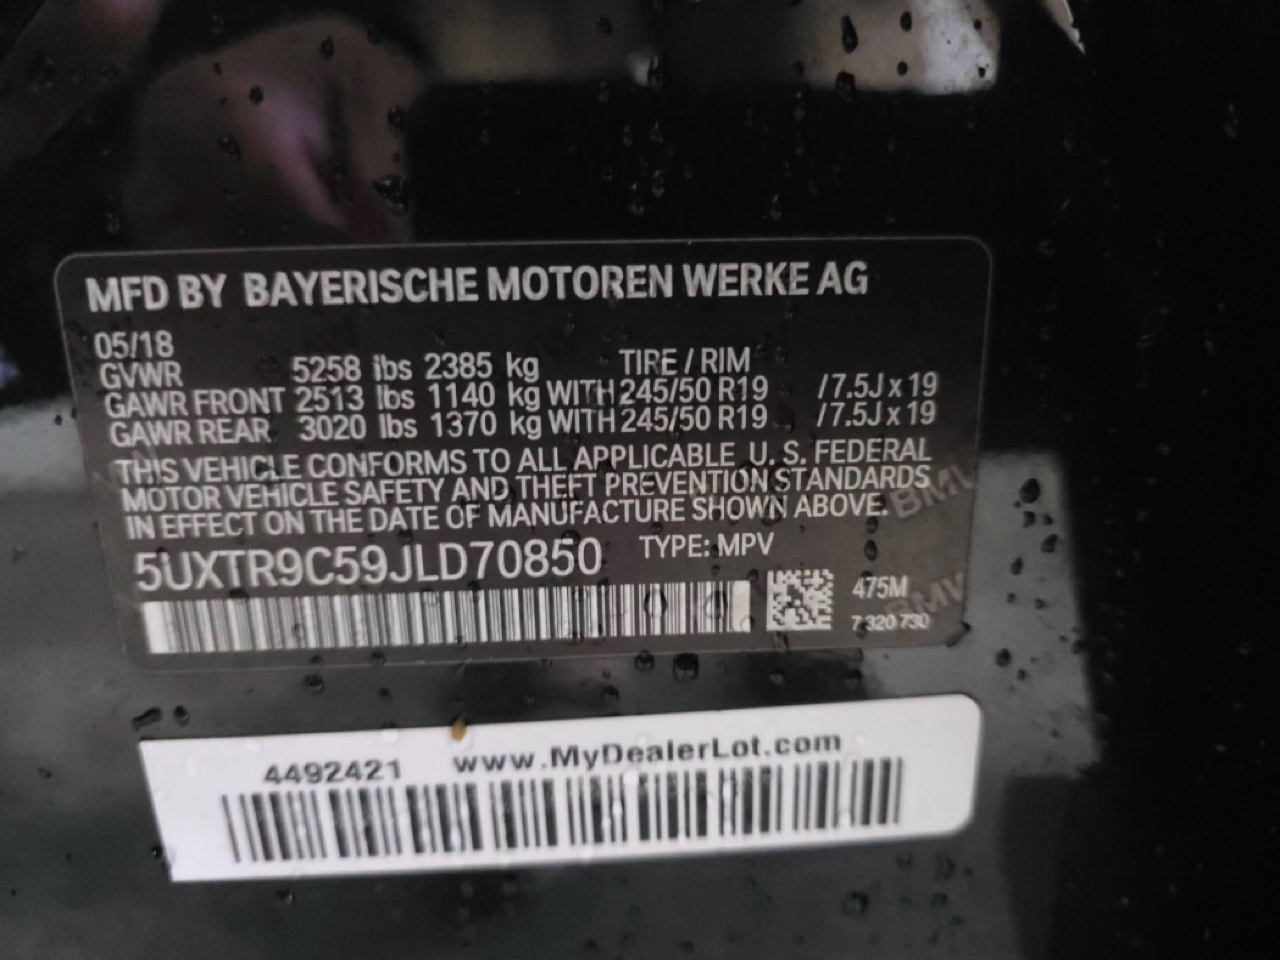 MFD BY BAYERISCHE MOTOREN WERKE AG
05/18
GVWR 5258 lbs 2385 kg TIRE / RIM
GAWR FRONT 2513 lbs 1140 kg WITH 245/50 R19 / 7.5J x 19
GAWR REAR 3020 lbs 1370 kg WITH 245/50 R19 / 7.5J x 19
THIS VEHICLE CONFORMS TO ALL APPLICABLE U. S. FEDERAL
MOTOR VEHICLE SAFETY AND THEFT PREVENTION STANDARDS
IN EFFECT ON THE DATE OF MANUFACTURE SHOWN ABOVE.
5UXTR9C59JLD70850 TYPE: MPV
475M
7 320 730
4492421 www.MyDealerLot.com